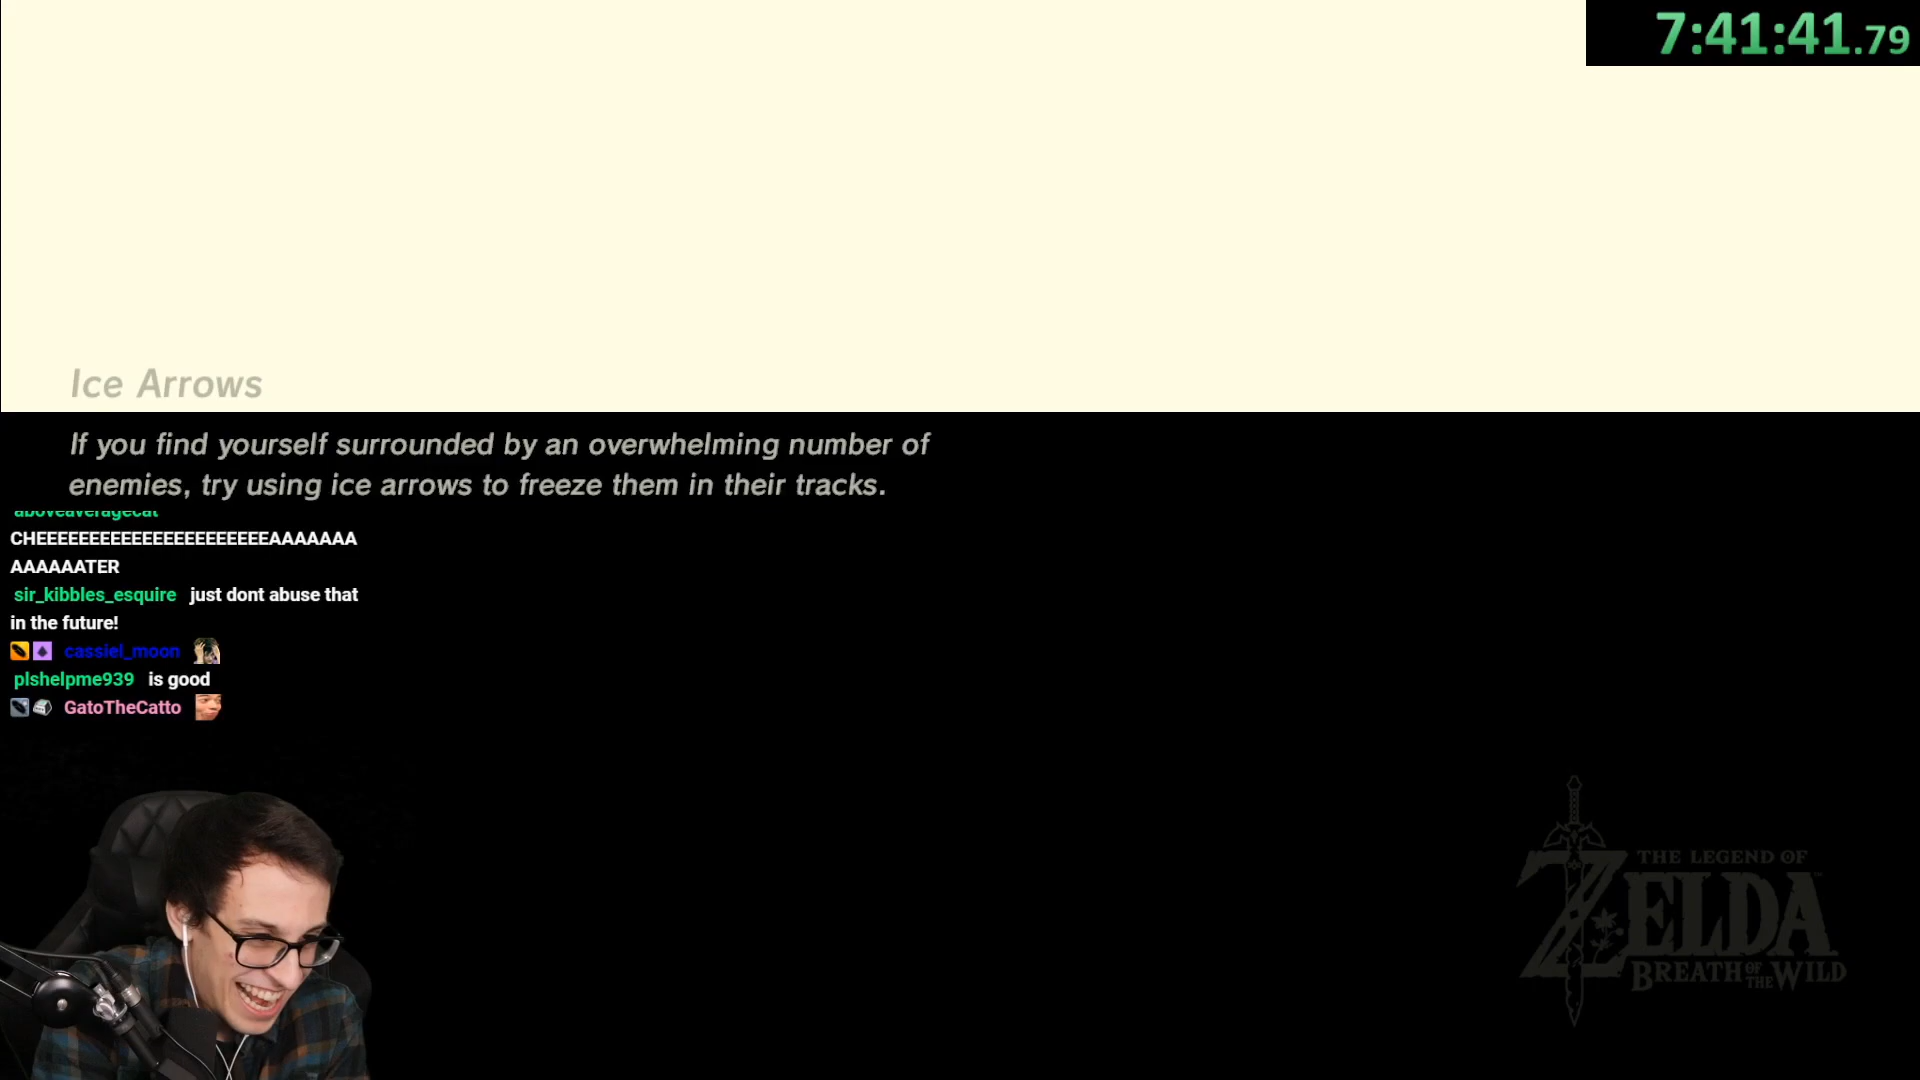 7:41:41.79
Ice Arrows
If you find yourself surrounded by an overwhelming number of
enemies, try using ice arrows to freeze them in their tracks.
aboveaveragecat
CHEEEEEEEEEEEEEEEEEEEEEEAAAAAAA
AAAAAATER
sir_kibbles_esquire just dont abuse that
in the future!
cassiel_moon
plshelpme939 is good
GatoTheCatto
THE LEGEND OF
ZELDA
BREATH OF THE WILD